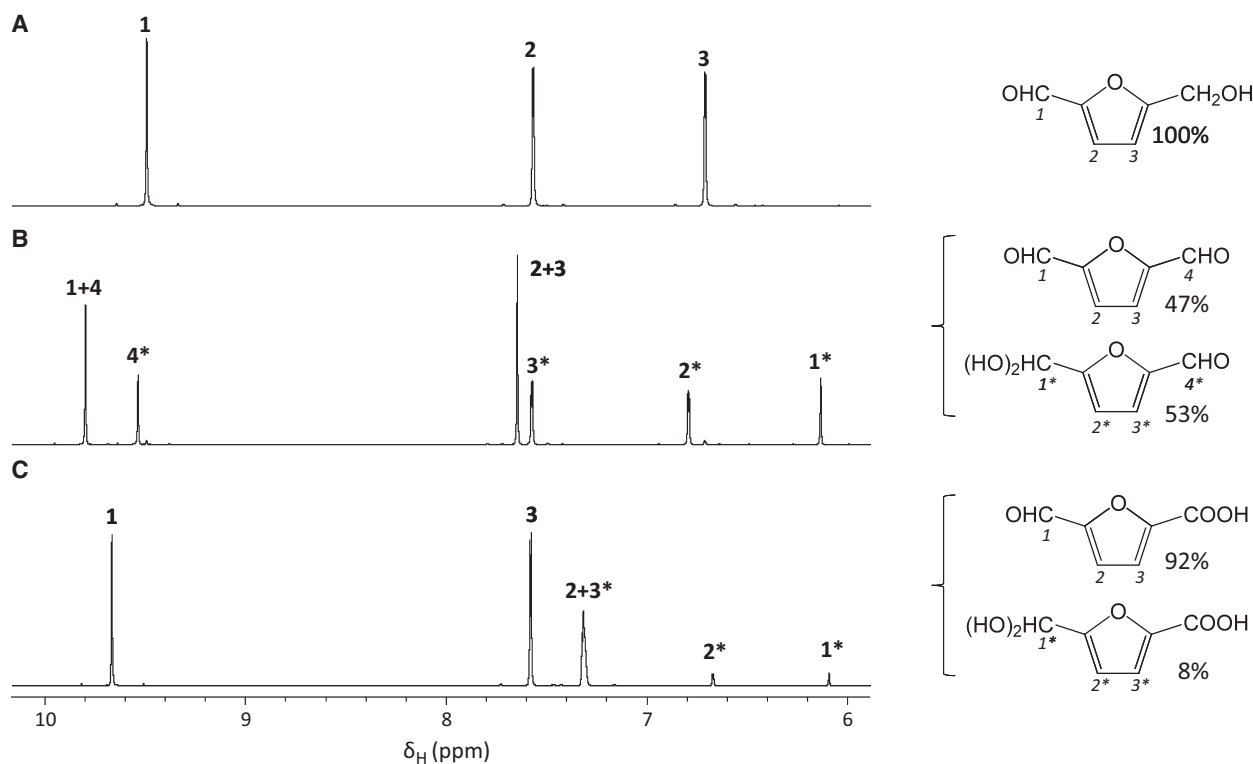 A
1
2
3
OHC
O
CH2OH
1
100%
2
3
B
1+4
4*
2+3
3*
2*
1*
OHC
O
CHO
1
4
47%
2
3
(HO)2HC
O
CHO
1*
4*
53%
2*
3*
C
1
3
2+3*
2*
1*
OHC
O
COOH
1
92%
2
3
(HO)2HC
O
COOH
1*
8%
2*
3*
10
9
8
7
6
δH (ppm)